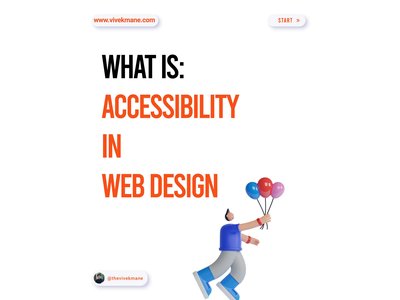 www.vivekmane.com
START »
WHAT IS:
ACCESSIBILITY
IN
WEB DESIGN
@thevivekmane